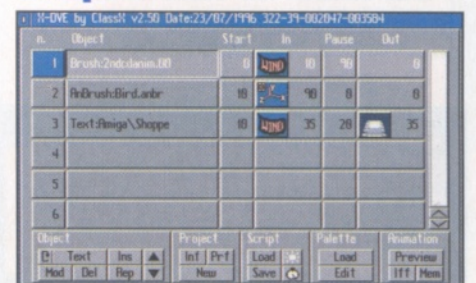 X-DVE by ClassX v2.50 Date:23/07/1996 322-39-002047-003504
n. Object Start In Pause Out
1 Brush:2nd:danim.00 0 WIND 10 90 0
2 AnBrush:Bird.anbr 10 90 0 0
3 Text:Amiga\Shoppe 10 WIND 35 20 35
4
5
6
Object Project Script Palette Animation
Text Ins Inf Prf Load Load Preview
Mod Del Rep New Save Edit Iff Mem